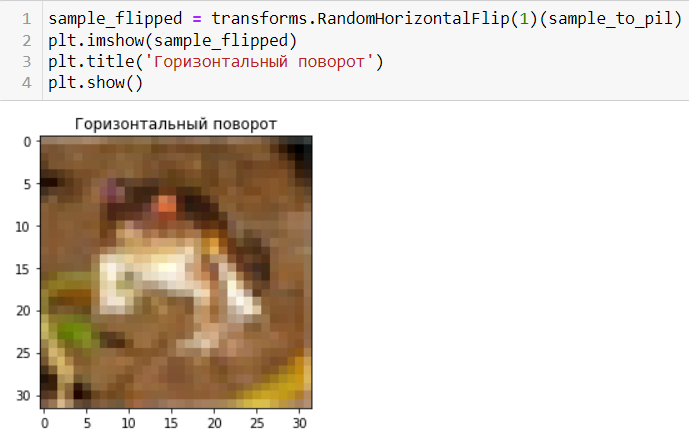 1 sample_flipped = transforms.RandomHorizontalFlip(1)(sample_to_pil)
2 plt.imshow(sample_flipped)
3 plt.title('Горизонтальный поворот')
4 plt.show()
Горизонтальный поворот
0
5
10
15
20
25
30
0 5 10 15 20 25 30